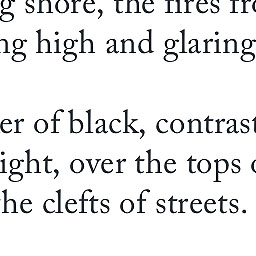 g shore, the fires fr
ng high and glaring
er of black, contrast
ight, over the tops
he clefts of streets.